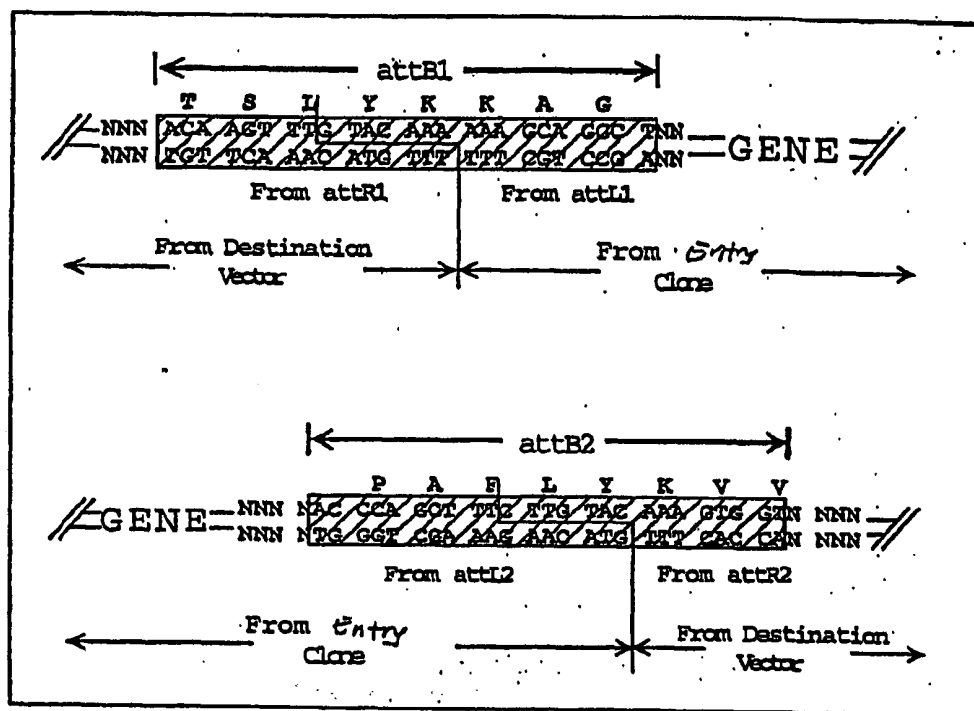 attB1
T S L Y K K A G
NNN ACA AGT TTG TAC AAA AAA GCA GGC TNN GENE
NNN TGT TCA AAC ATG TTT TTT CGT CCG ANN
From attR1 From attL1
From Destination
Vector
From Entry
Clone
attB2
P A F L Y K V V
GENE NNN NAC CCA GCT TTC TTG TAC AAA GTG GTN NNN
NNN NTG GGT CGA AAG AAC ATG TTT CAC CAN NNN
From attL2 From attR2
From Entry
Clone
From Destination
Vector